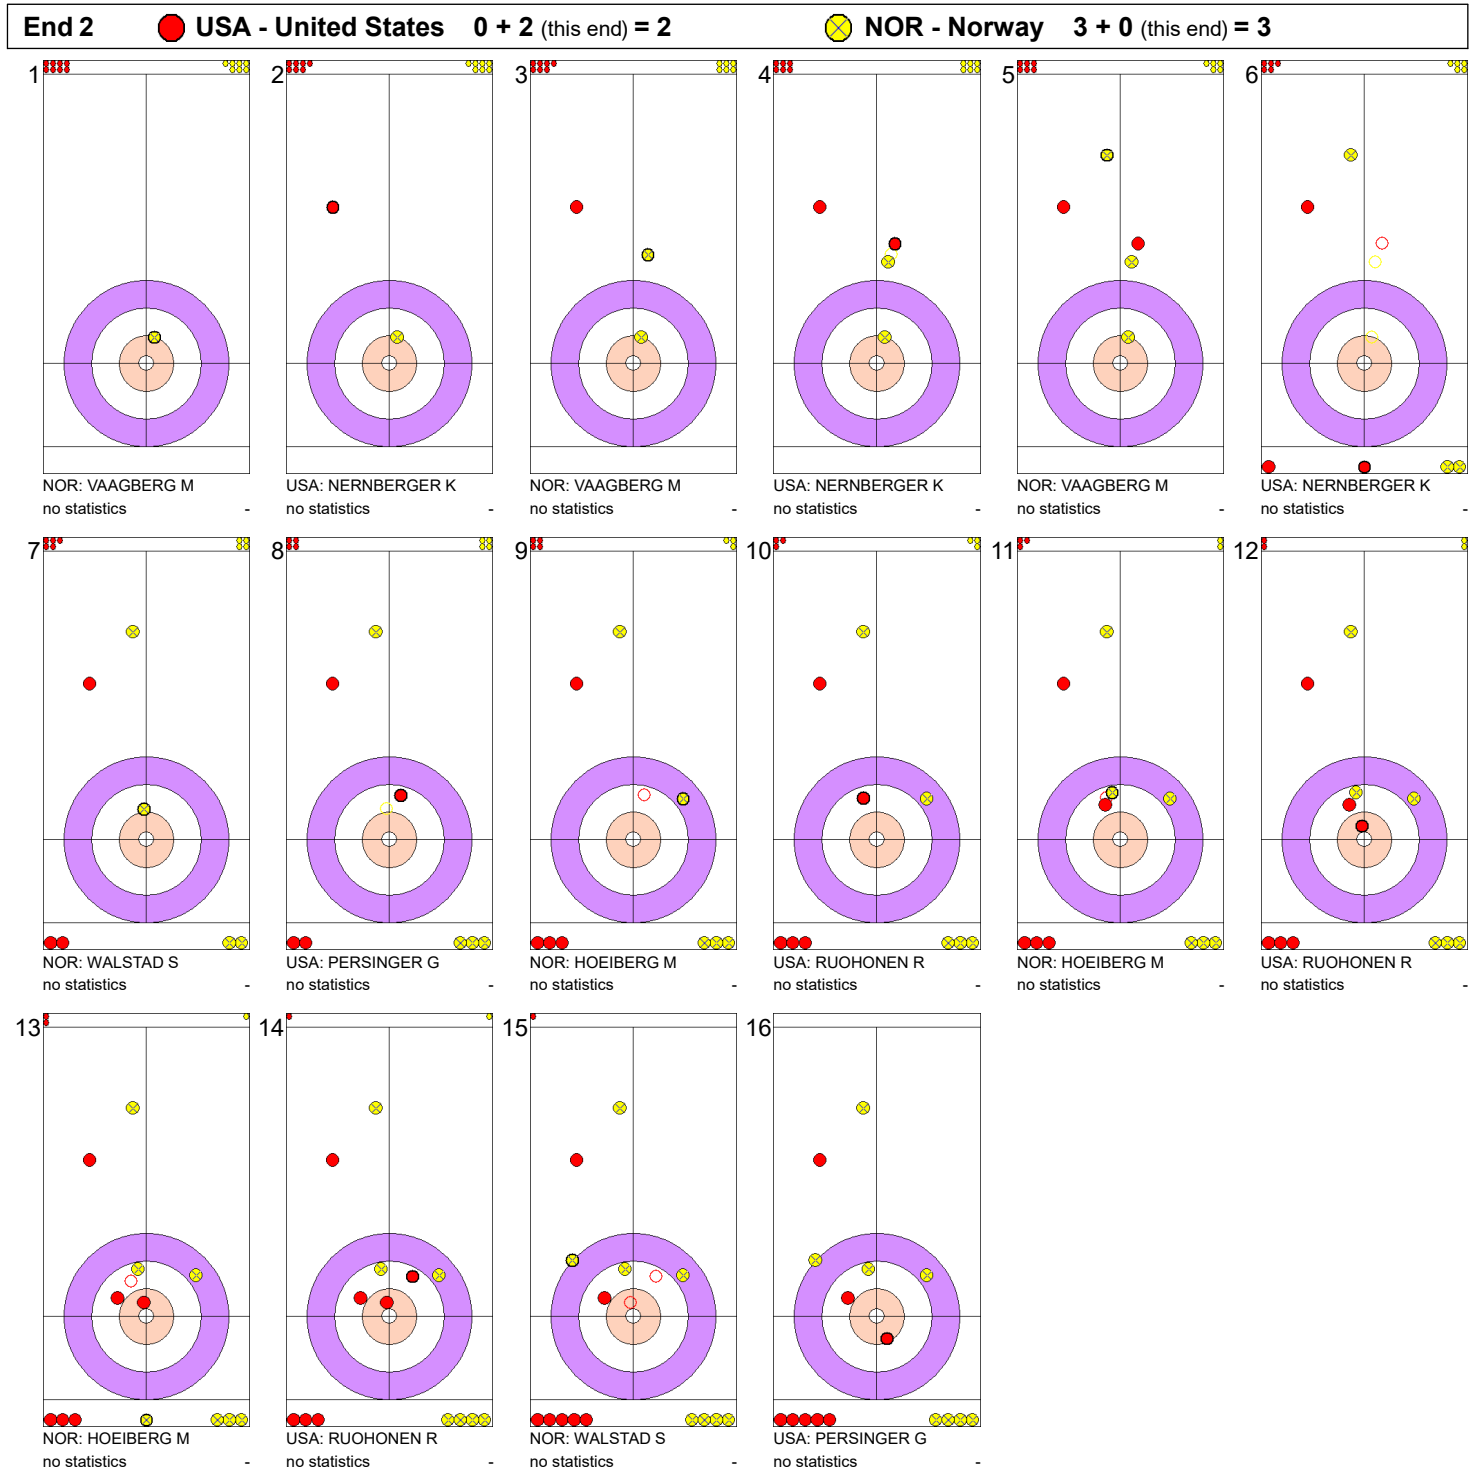 End 2 USA - United States 0 + 2 (this end) = 2 NOR - Norway 3 + 0 (this end) = 3
1 2 3 4 5 6
NOR: VAAGBERG M USA: NERNBERGER K NOR: VAAGBERG M USA: NERNBERGER K NOR: VAAGBERG M USA: NERNBERGER K
no statistics - no statistics - no statistics - no statistics - no statistics - no statistics -
7 8 9 10 11 12
NOR: WALSTAD S USA: PERSINGER G NOR: HOEIBERG M USA: RUOHONEN R NOR: HOEIBERG M USA: RUOHONEN R
no statistics - no statistics - no statistics - no statistics - no statistics - no statistics -
13 14 15 16
NOR: HOEIBERG M USA: RUOHONEN R NOR: WALSTAD S USA: PERSINGER G
no statistics - no statistics - no statistics - no statistics -